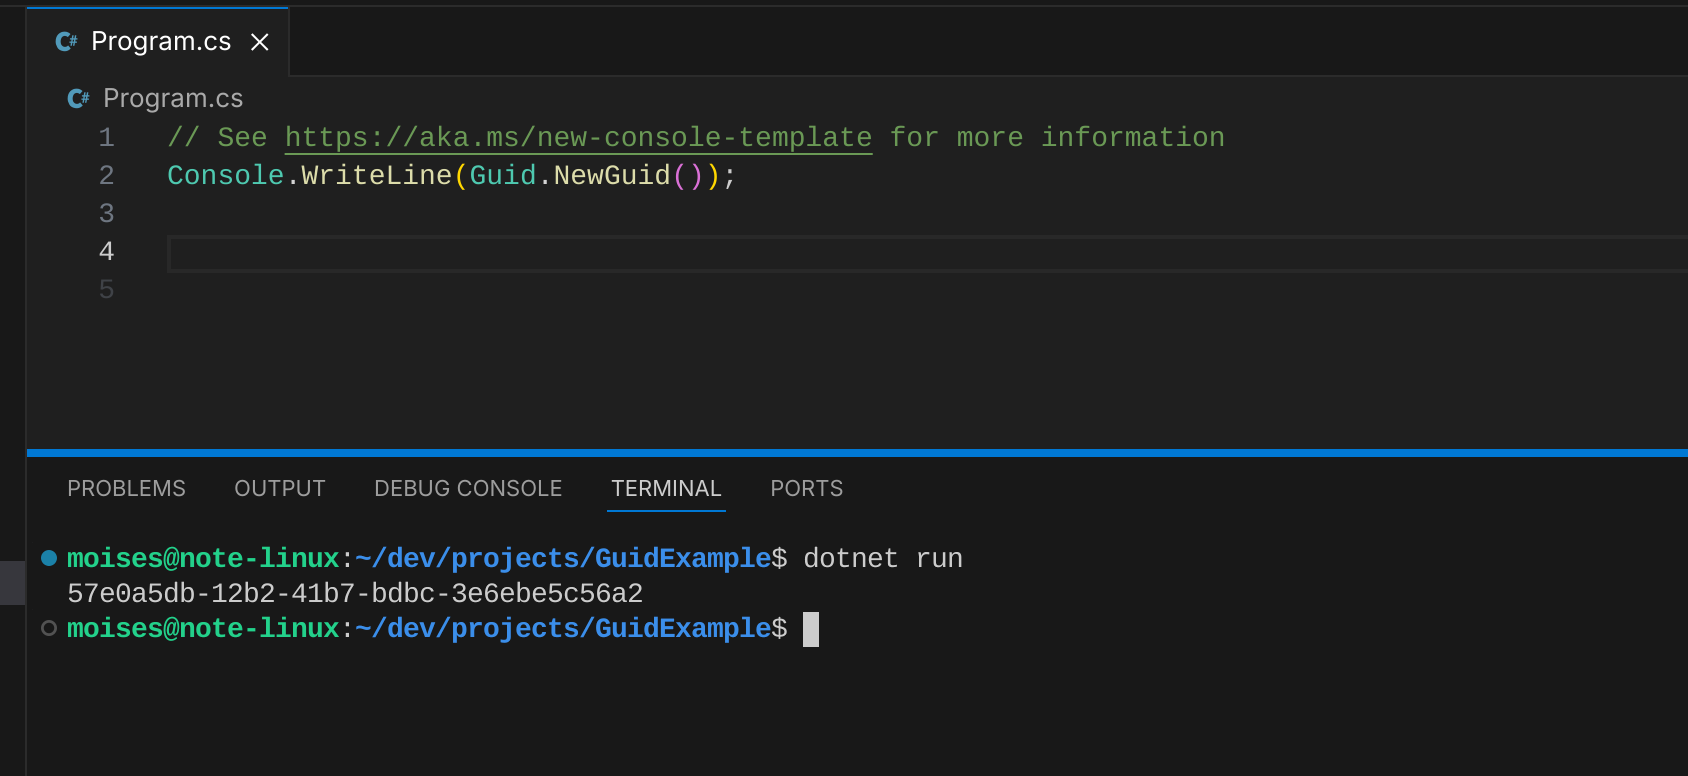 C# Program.cs
C# Program.cs
1 // See https://aka.ms/new-console-template for more information
2 Console.WriteLine(Guid.NewGuid());
3
4
5
PROBLEMS OUTPUT DEBUG CONSOLE TERMINAL PORTS
moises@note-linux:~/dev/projects/GuidExample$ dotnet run
57e0a5db-12b2-41b7-bdbc-3e6ebe5c56a2
moises@note-linux:~/dev/projects/GuidExample$